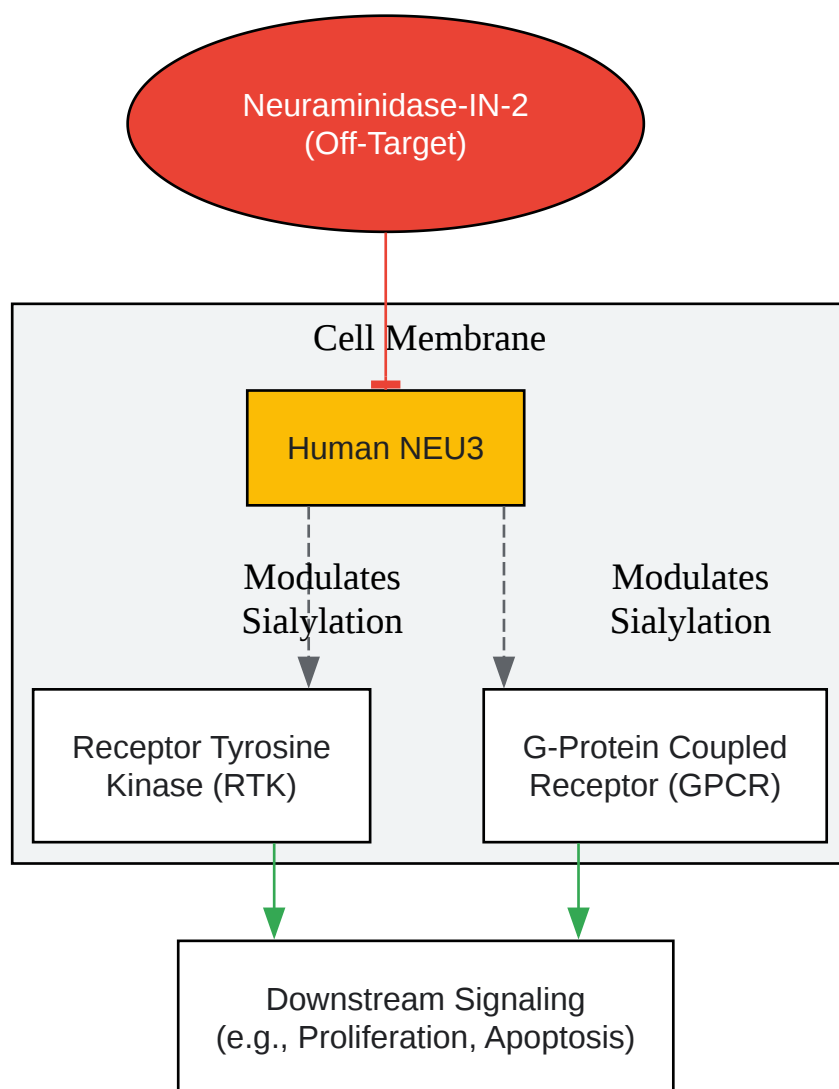 Neuraminidase-IN-2
(Off-Target)
Cell Membrane
Human NEU3
Modulates
Sialylation
Modulates
Sialylation
Receptor Tyrosine
Kinase (RTK)
G-Protein Coupled
Receptor (GPCR)
Downstream Signaling
(e.g., Proliferation, Apoptosis)